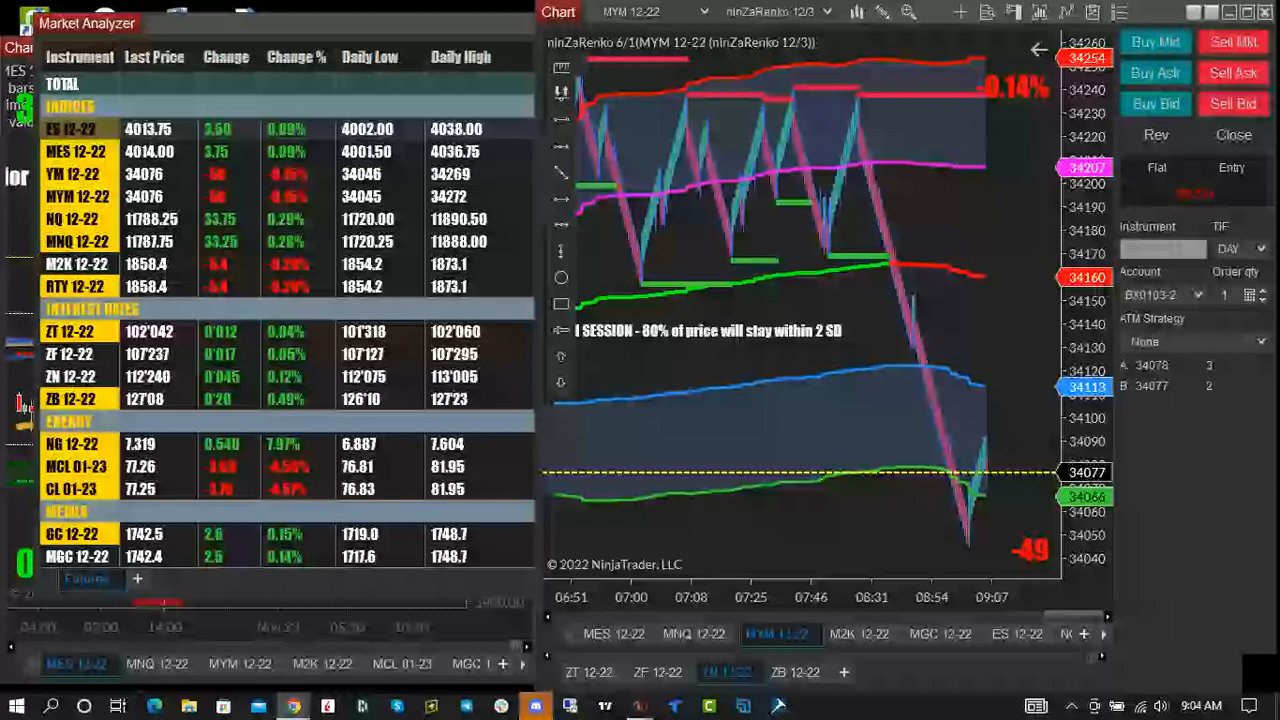 Market Analyzer
Instrument Last Price Change Change % Daily High
TOTAL
INDICES
ES 12-22 4013.75 3.50 0.09% 4002.00 4038.00
MES 12-22 4014.00 3.75 0.09% 4001.50 4036.75
YM 12-22 34076 -50 -0.15% 34045 34269
MYM 12-22 34076 -50 -0.15% 34045 34272
NQ 12-22 11788.25 33.75 0.29% 11720.00 11890.50
MNQ 12-22 11787.75 33.25 0.28% 11720.25 11888.00
M2K 12-22 1858.4 -5.4 1854.2 1873.1
RTY 12-22 1858.4 -5.4 1854.2 1873.1
INTEREST RATES
ZT 12-22 102'042 0'012 0.04% 101'318 102'060
ZF 12-22 107'237 0'017 0.05% 107'127 107'295
ZN 12-22 112'240 0'045 0.12% 112'075 113'005
ZB 12-22 127'08 0'20 0.49% 126'10 127'23
ENERGY
NG 12-22 7.319 0.540 7.97% 6.887 7.604
MCL 01-23 77.26 76.81 81.95
CL 01-23 77.25 -3.70 -4.57% 76.83 81.95
METALS
GC 12-22 1742.5 2.6 0.15% 1719.0 1748.7
MGC 12-22 1742.4 2.5 0.14% 1717.6 1748.7
Futures +
MES 12-22 MNQ 12-22 MYM 12-22 M2K 12-22 MCL 01-23 MGC 1 +
Chart MYM 12-22 ninZaRenko 6/1
ninZaRenko 6/1(MYM 12-22 (ninZaRenko 12/3))
-0.14%
I SESSION - 80% of price will stay within 2 SD
-49
© 2022 NinjaTrader, LLC
34260
34254
34240
34230
34220
34207
34200
34190
34180
34170
34160
34150
34140
34130
34120
34113
34100
34090
34077
34066
34060
34050
34040
06:51 07:00 07:08 07:25 07:46 08:31 08:54 09:07
MES 12-22 MNQ 12-22 MYM 12-22 M2K 12-22 MGC 12-22 ES 12-22 +
ZT 12-22 ZF 12-22 ZB 12-22 +
Buy Mkt Sell Mkt
Buy Ask Sell Ask
Buy Bid Sell Bid
Rev Close
Flat Entry
Instrument TIF
DAY
Account Order qty
BX0103-2 1
ATM Strategy
None
A 34078 3
B 34077 2
9:04 AM